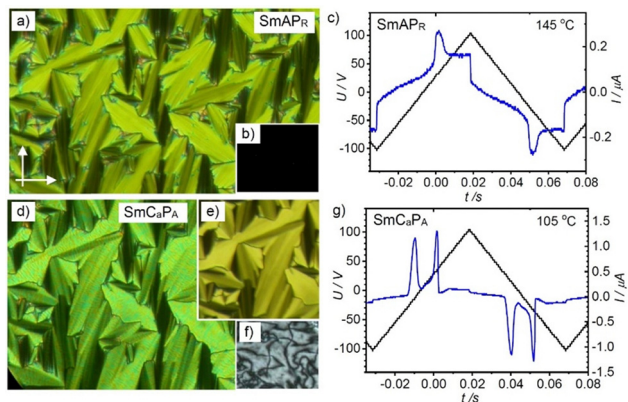 a)
SmAPR
b)
d)
SmCaPA
e)
f)
c)
SmAPR
145 °C
100
50
0
-50
-100
U / V
0.2
0.0
-0.2
I / µA
-0.02 0.00 0.02 0.04 0.06 0.08
t /s
g)
SmCaPA
105 °C
100
50
0
-50
-100
U / V
1.5
1.0
0.5
0.0
-0.5
-1.0
-1.5
I / µA
-0.02 0.00 0.02 0.04 0.06 0.08
t /s